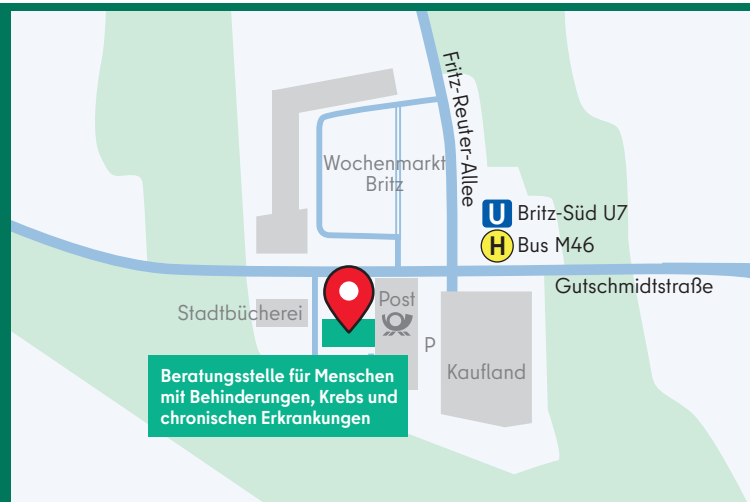 Fritz-Reuter-Allee
Wochenmarkt
Britz
U Britz-Süd U7
H Bus M46
Gutschmidtstraße
Stadtbücherei
Post
P
Kaufland
Beratungsstelle für Menschen
mit Behinderungen, Krebs und
chronischen Erkrankungen